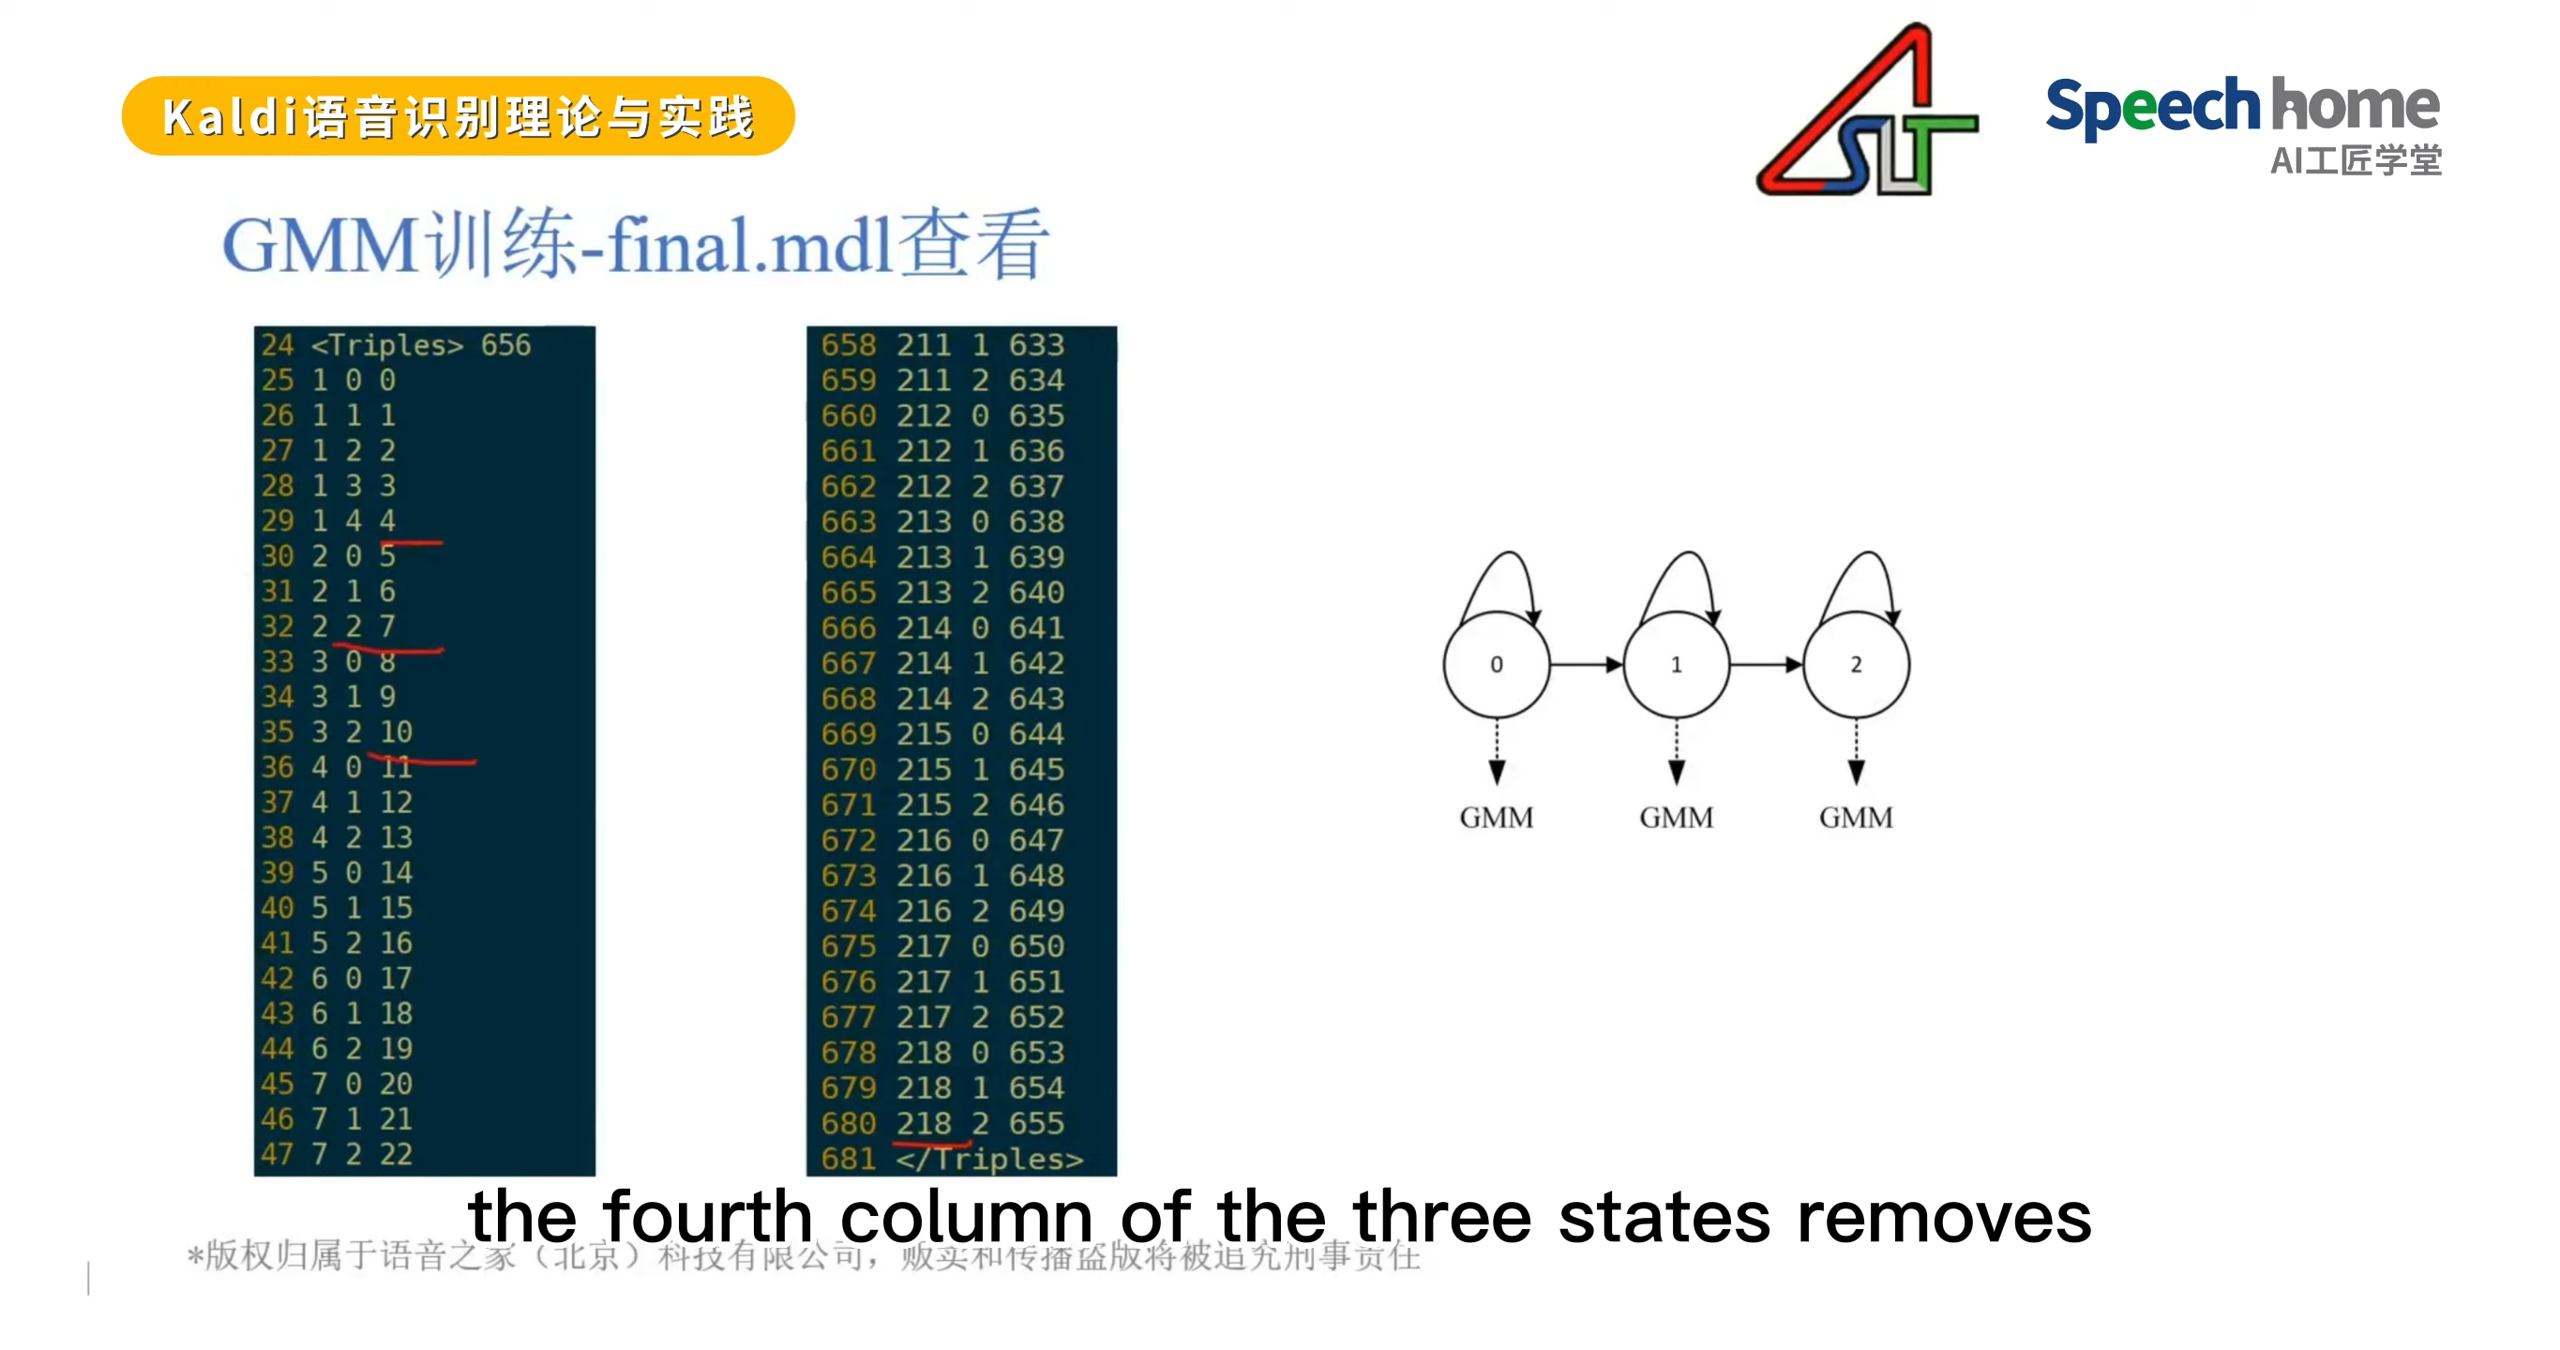 Kaldi语音识别理论与实践
SLT
Speech home
AI工匠学堂
GMM训练-final.mdl查看
24 <Triples> 656
25 1 0 0
26 1 1 1
27 1 2 2
28 1 3 3
29 1 4 4
30 2 0 5
31 2 1 6
32 2 2 7
33 3 0 8
34 3 1 9
35 3 2 10
36 4 0 11
37 4 1 12
38 4 2 13
39 5 0 14
40 5 1 15
41 5 2 16
42 6 0 17
43 6 1 18
44 6 2 19
45 7 0 20
46 7 1 21
47 7 2 22
658 211 1 633
659 211 2 634
660 212 0 635
661 212 1 636
662 212 2 637
663 213 0 638
664 213 1 639
665 213 2 640
666 214 0 641
667 214 1 642
668 214 2 643
669 215 0 644
670 215 1 645
671 215 2 646
672 216 0 647
673 216 1 648
674 216 2 649
675 217 0 650
676 217 1 651
677 217 2 652
678 218 0 653
679 218 1 654
680 218 2 655
681 </Triples>
0 1 2
GMM GMM GMM
the fourth column of the three states removes
*版权归属于语音之家（北京）科技有限公司，贩卖和传播盗版将被追究刑事责任